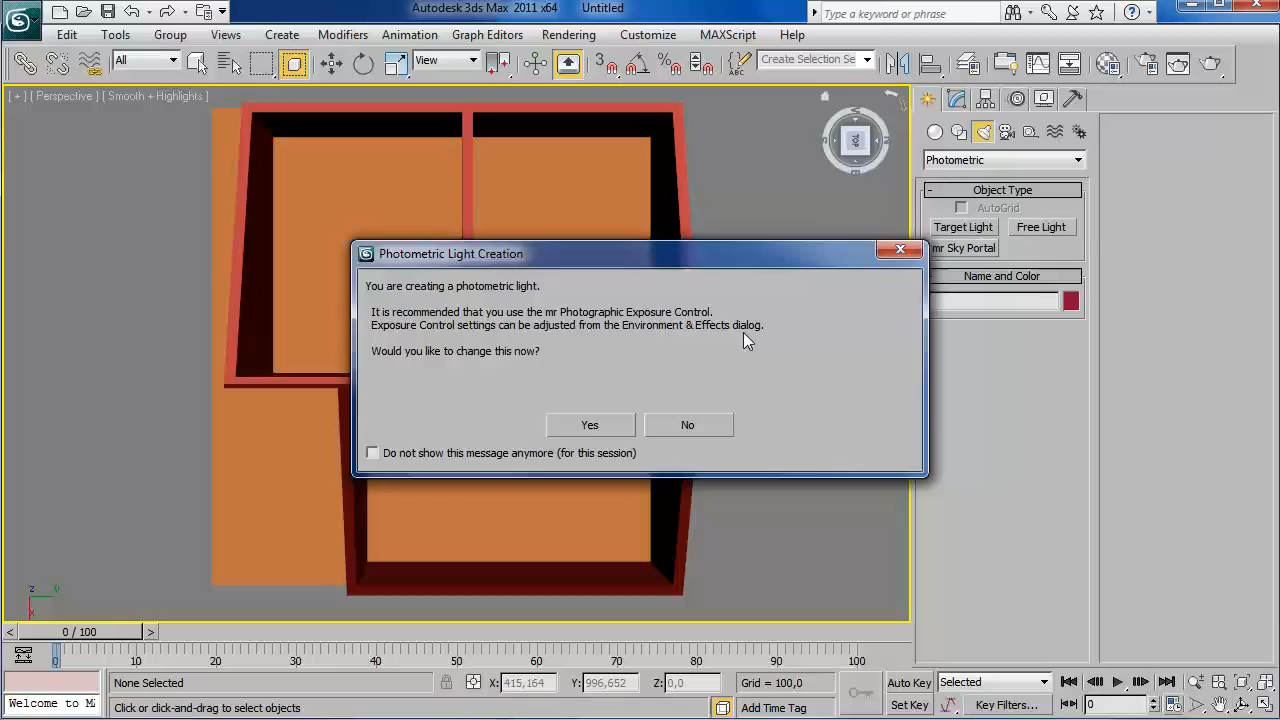 Autodesk 3ds Max 2011 x64 Untitled
Type a keyword or phrase
Edit Tools Group Views Create Modifiers Animation Graph Editors Rendering Customize MAXScript Help
All View Create Selection Se
[ + ] [ Perspective ] [ Smooth + Highlights ]
TOP
Photometric
- Object Type
AutoGrid
Target Light Free Light
mr Sky Portal
- Name and Color
Photometric Light Creation
You are creating a photometric light.
It is recommended that you use the mr Photographic Exposure Control.
Exposure Control settings can be adjusted from the Environment & Effects dialog.
Would you like to change this now?
Yes No
Do not show this message anymore (for this session)
z y
x
< 0 / 100 >
0 10 20 30 40 50 60 70 80 90 100
None Selected X: 415,164 Y: 996,652 Z: 0,0 Grid = 100,0 Auto Key Selected
Welcome to M Click or click-and-drag to select objects Add Time Tag Set Key Key Filters... 0